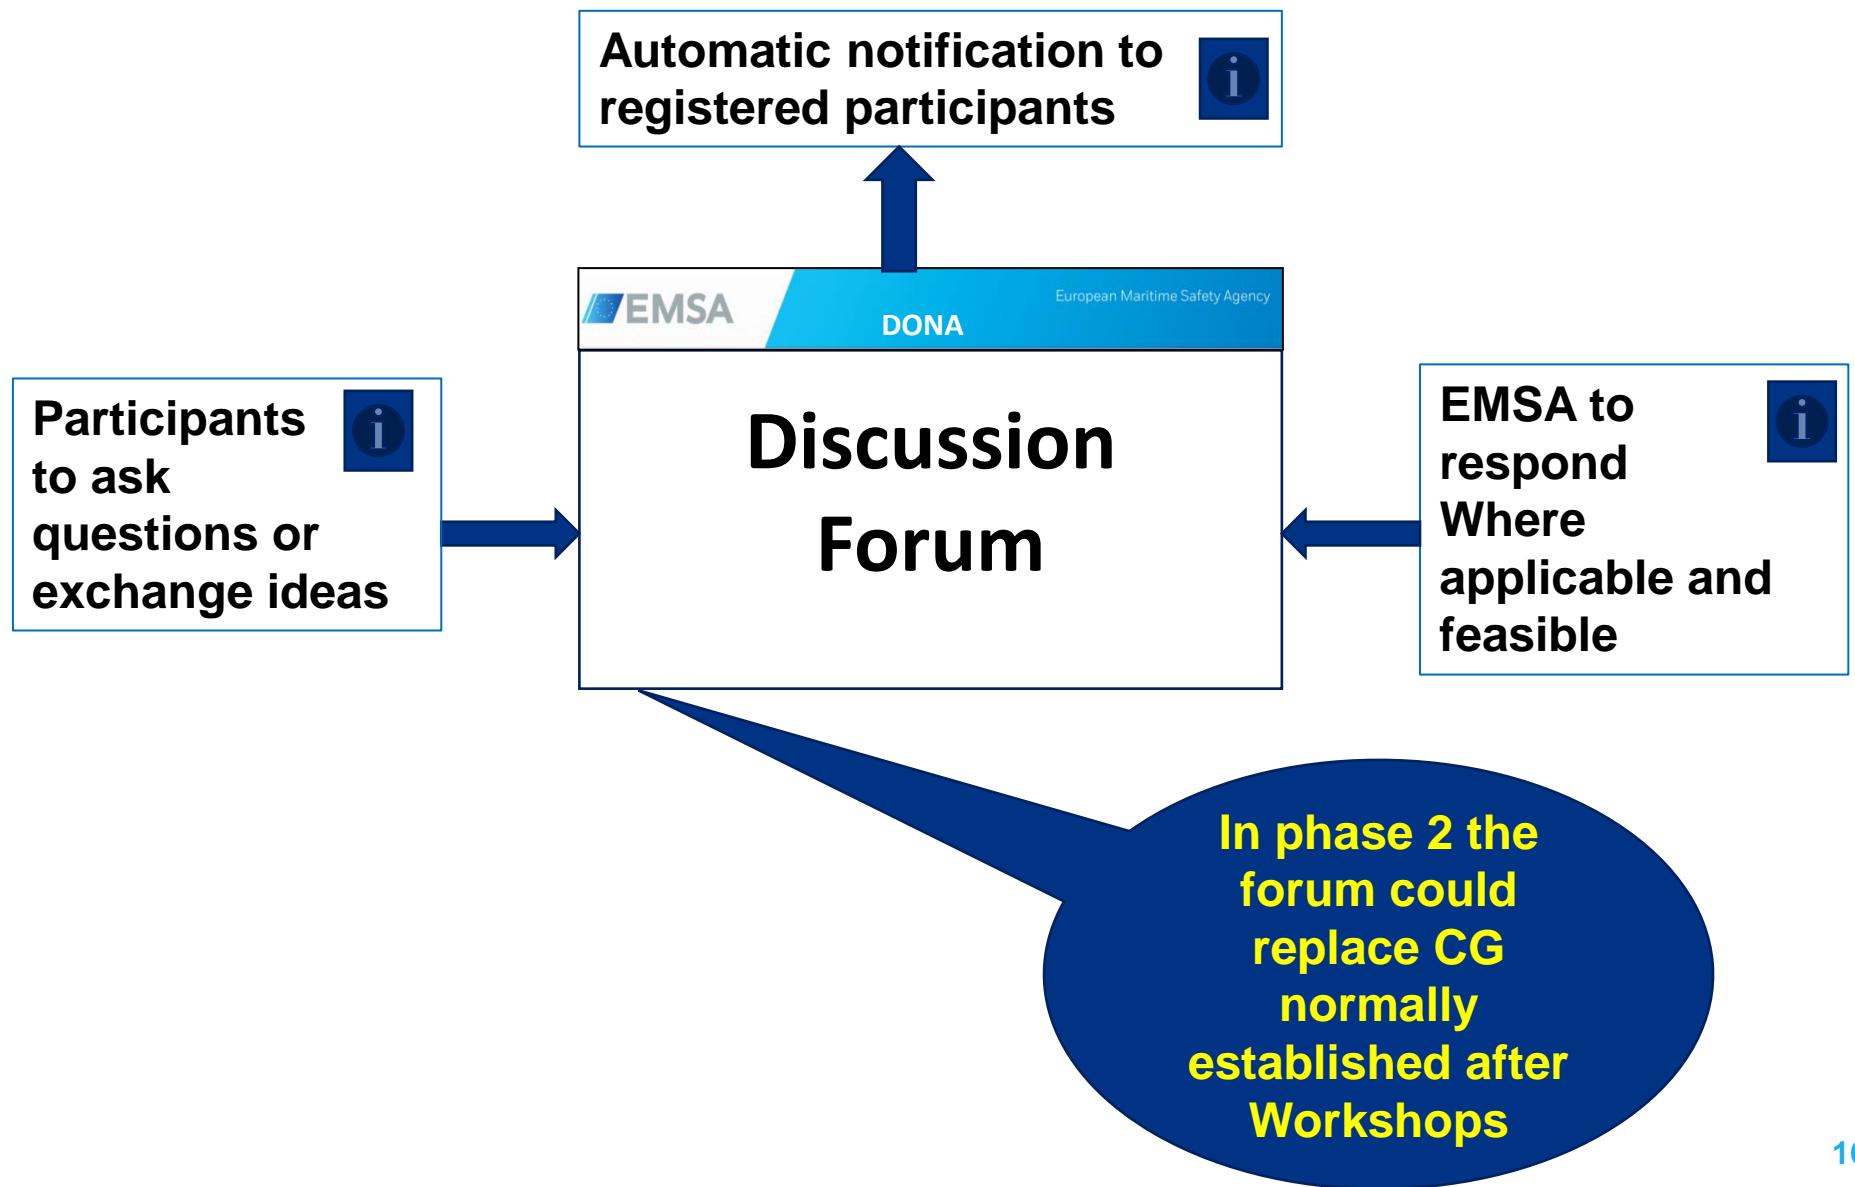 Automatic notification to
registered participants
i
EMSA
European Maritime Safety Agency
DONA
Participants
to ask
questions or
exchange ideas
i
Discussion
Forum
EMSA to
respond
Where
applicable and
feasible
i
In phase 2 the
forum could
replace CG
normally
established after
Workshops